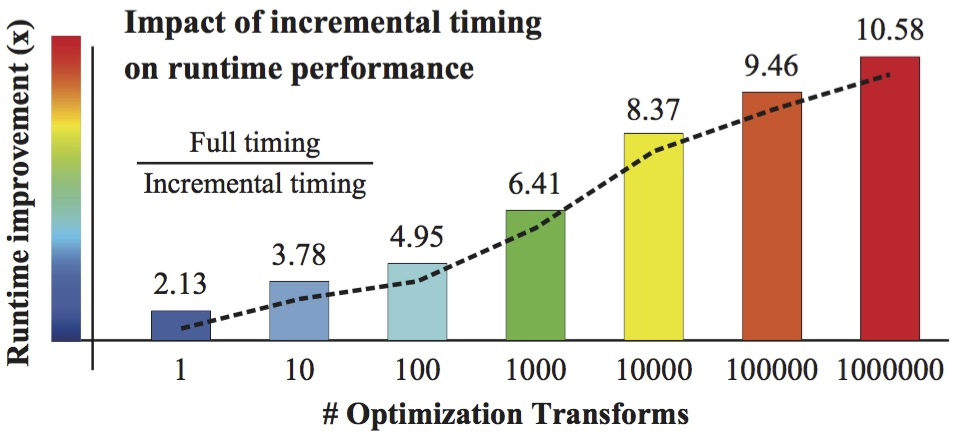 Impact of incremental timing
on runtime performance
Runtime improvement (x)
Full timing
Incremental timing
2.13
3.78
4.95
6.41
8.37
9.46
10.58
1 10 100 1000 10000 100000 1000000
# Optimization Transforms